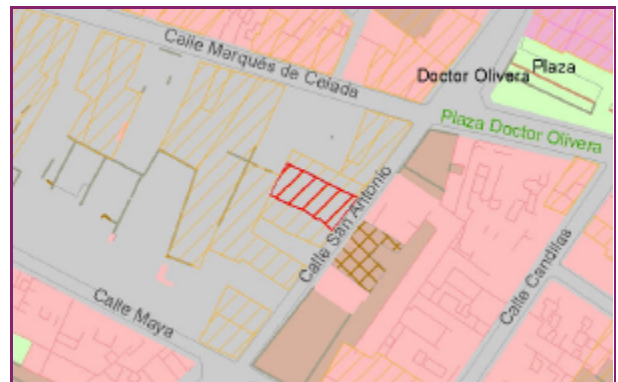 Calle Marqués de Celada
Doctor Olivera
Plaza
Plaza Doctor Olivera
Calle San Antonio
Calle Candilas
Calle Maya